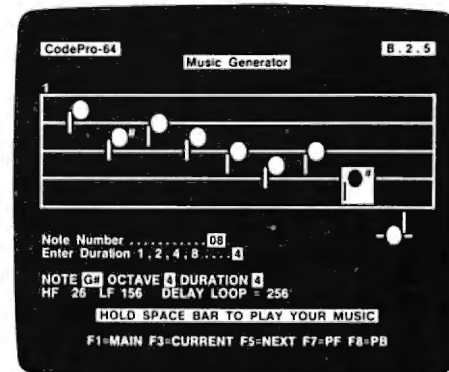 CodePro-64 B.2.5
Music Generator
1
#
#
Note Number ...........08
Enter Duration 1,2,4,8 ....4
NOTE G# OCTAVE 4 DURATION 4
HF 26 LF 156 DELAY LOOP = 256
HOLD SPACE BAR TO PLAY YOUR MUSIC
F1=MAIN F3=CURRENT F5=NEXT F7=PF F8=PB